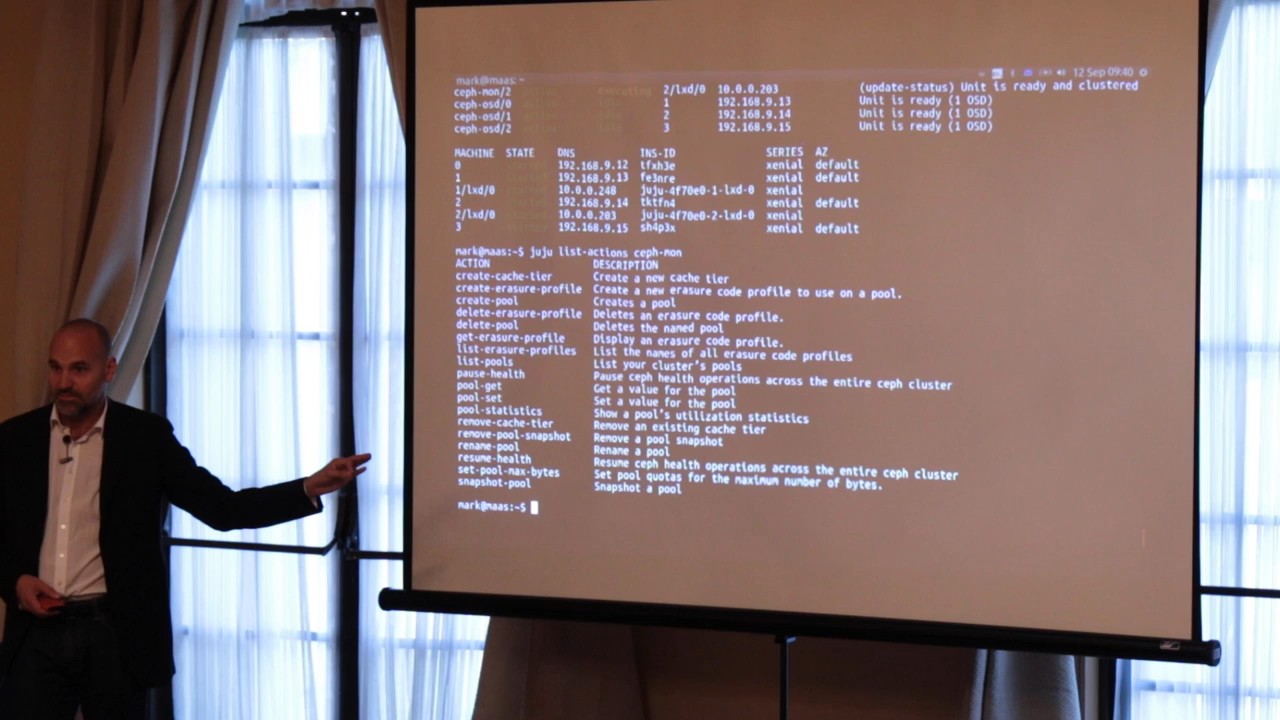 mark@maas: ~ 12 Sep 09:40
ceph-mon/2 active executing 2/lxd/0 10.0.0.203 (update-status) Unit is ready and clustered
ceph-osd/0 active idle 1 192.168.9.13 Unit is ready (1 OSD)
ceph-osd/1 active idle 2 192.168.9.14 Unit is ready (1 OSD)
ceph-osd/2 active idle 3 192.168.9.15 Unit is ready (1 OSD)
MACHINE STATE DNS INS-ID SERIES AZ
0 started 192.168.9.12 tfxh3e xenial default
1 started 192.168.9.13 fe3nre xenial default
1/lxd/0 started 10.0.0.248 juju-4f70e0-1-lxd-0 xenial
2 started 192.168.9.14 tktfn4 xenial default
2/lxd/0 started 10.0.0.203 juju-4f70e0-2-lxd-0 xenial
3 started 192.168.9.15 sh4p3x xenial default
mark@maas:~$ juju list-actions ceph-mon
ACTION DESCRIPTION
create-cache-tier Create a new cache tier
create-erasure-profile Create a new erasure code profile to use on a pool.
create-pool Creates a pool
delete-erasure-profile Deletes an erasure code profile.
delete-pool Deletes the named pool
get-erasure-profile Display an erasure code profile.
list-erasure-profiles List the names of all erasure code profiles
list-pools List your cluster's pools
pause-health Pause ceph health operations across the entire ceph cluster
pool-get Get a value for the pool
pool-set Set a value for the pool
pool-statistics Show a pool's utilization statistics
remove-cache-tier Remove an existing cache tier
remove-pool-snapshot Remove a pool snapshot
rename-pool Rename a pool
resume-health Resume ceph health operations across the entire ceph cluster
set-pool-max-bytes Set pool quotas for the maximum number of bytes.
snapshot-pool Snapshot a pool
mark@maas:~$